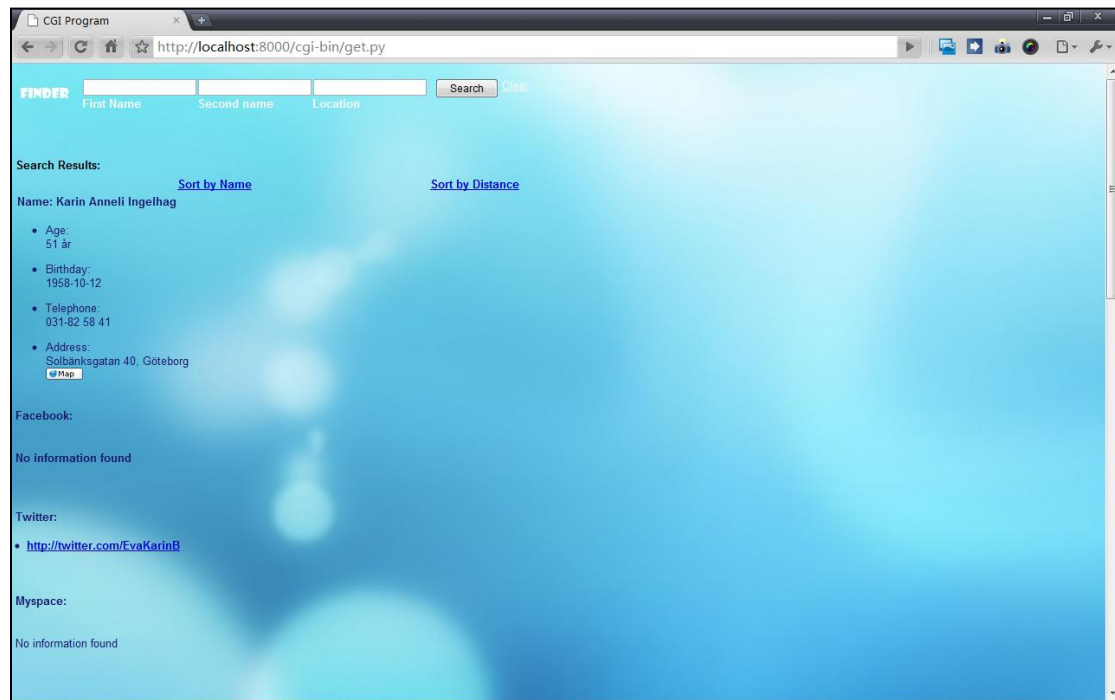 CGI Program
http://localhost:8000/cgi-bin/get.py
FINDER
Search Clear
First Name Second name Location
Search Results:
Sort by Name Sort by Distance
Name: Karin Anneli Ingelhag
• Age:
51 år
• Birthday:
1958-10-12
• Telephone:
031-82 58 41
• Address:
Solbänksgatan 40, Göteborg
Map
Facebook:
No information found
Twitter:
• http://twitter.com/EvaKarinB
Myspace:
No information found